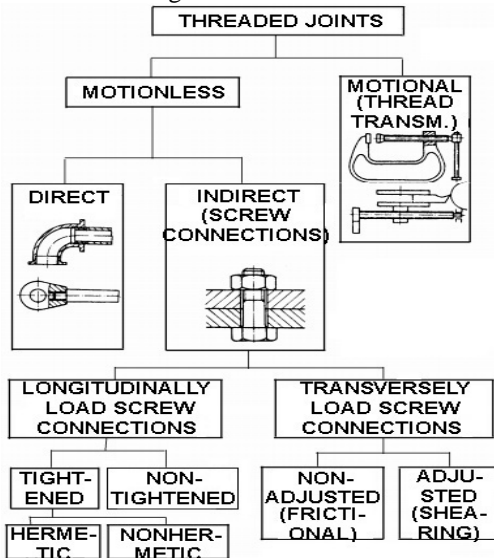 THREADED JOINTS
MOTIONLESS
MOTIONAL
(THREAD
TRANSM.)
DIRECT
INDIRECT
(SCREW
CONNECTIONS)
LONGITUDINALLY
LOAD SCREW
CONNECTIONS
TRANSVERSELY
LOAD SCREW
CONNECTIONS
TIGHT-
ENED
NON-
TIGHTENED
NON-
ADJUSTED
(FRICTI-
ONAL)
ADJU-
STED
(SHEA-
RING)
HERME-
TIC
NONHER-
METIC